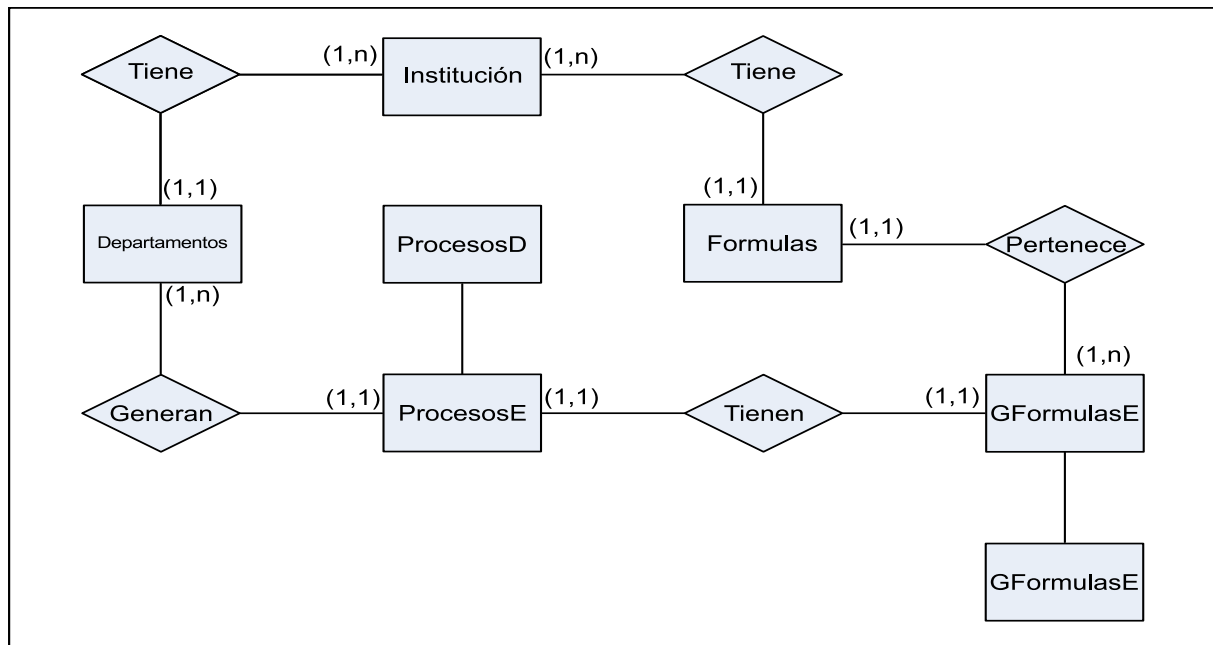 Tiene
(1,n)
Institución
(1,n)
Tiene
(1,1)
Departamentos
(1,n)
ProcesosD
(1,1)
Formulas
(1,1)
Pertenece
(1,n)
Generan
(1,1)
ProcesosE
(1,1)
Tienen
(1,1)
GFormulasE
GFormulasE